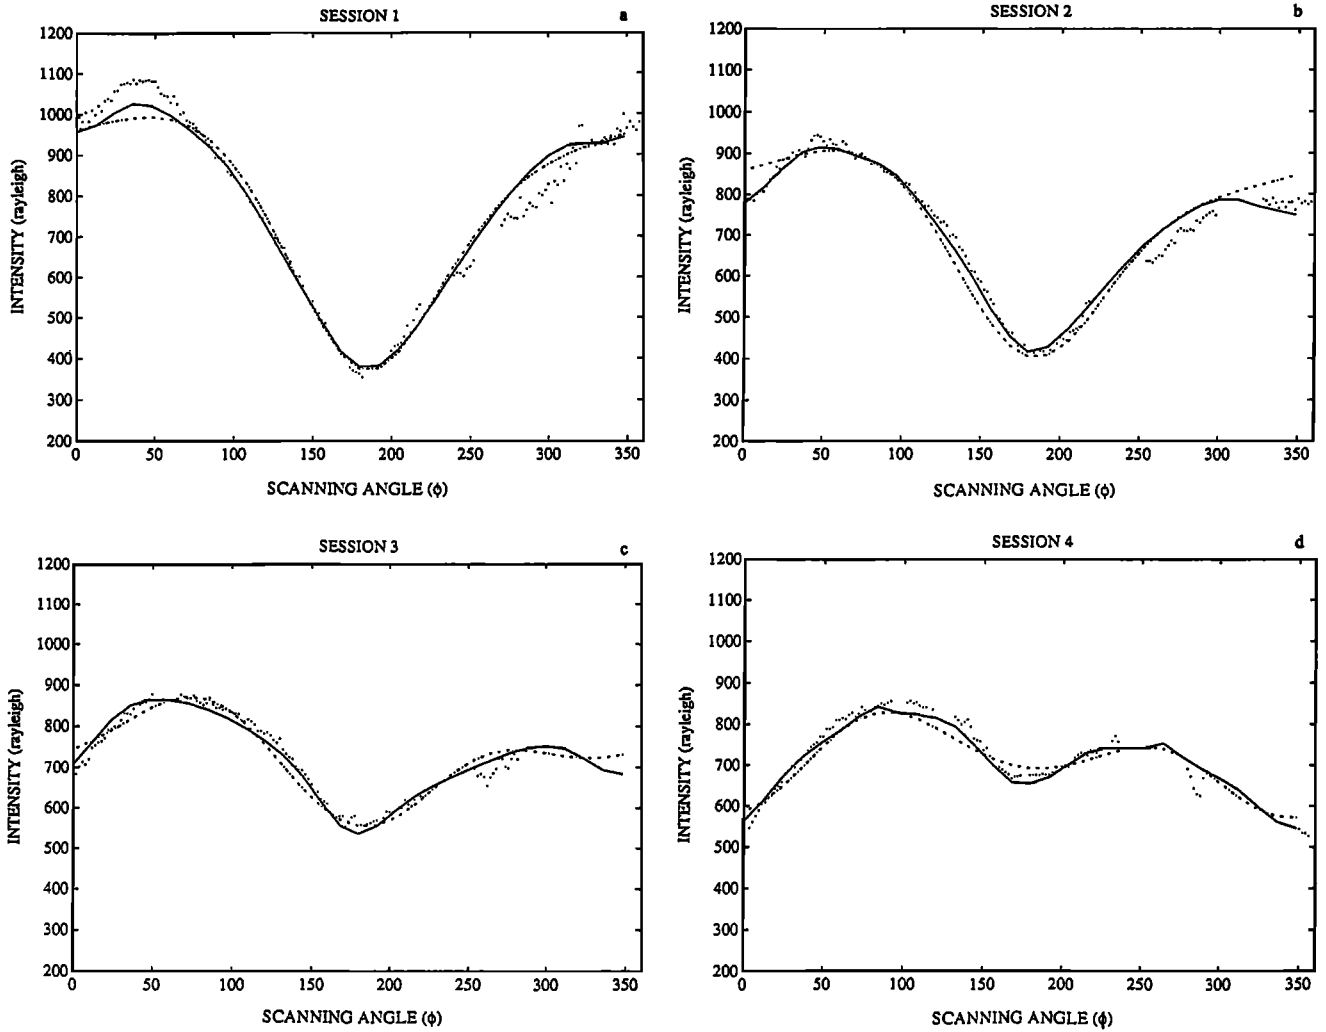 SESSION 1
a
1200
1100
1000
900
800
700
600
500
400
300
200
INTENSITY (rayleigh)
0 50 100 150 200 250 300 350
SCANNING ANGLE (ϕ)
SESSION 2
b
1200
1100
1000
900
800
700
600
500
400
300
200
INTENSITY (rayleigh)
0 50 100 150 200 250 300 350
SCANNING ANGLE (ϕ)
SESSION 3
c
1200
1100
1000
900
800
700
600
500
400
300
200
INTENSITY (rayleigh)
0 50 100 150 200 250 300 350
SCANNING ANGLE (ϕ)
SESSION 4
d
1200
1100
1000
900
800
700
600
500
400
300
200
INTENSITY (rayleigh)
0 50 100 150 200 250 300 350
SCANNING ANGLE (ϕ)